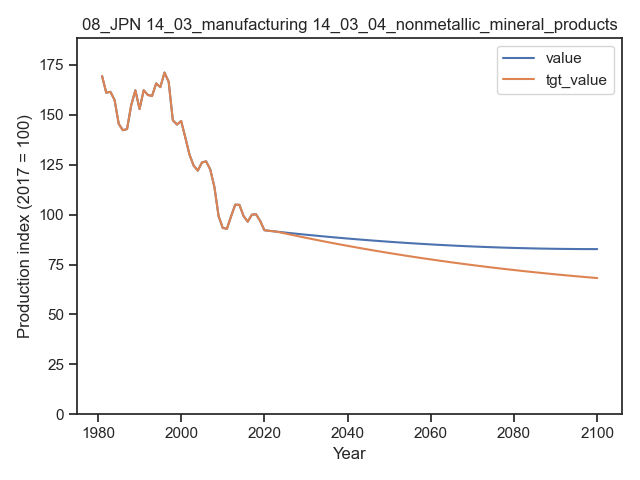 08_JPN 14_03_manufacturing 14_03_04_nonmetallic_mineral_products
value
tgt_value
Production index (2017 = 100)
175
150
125
100
75
50
25
0
1980 2000 2020 2040 2060 2080 2100
Year